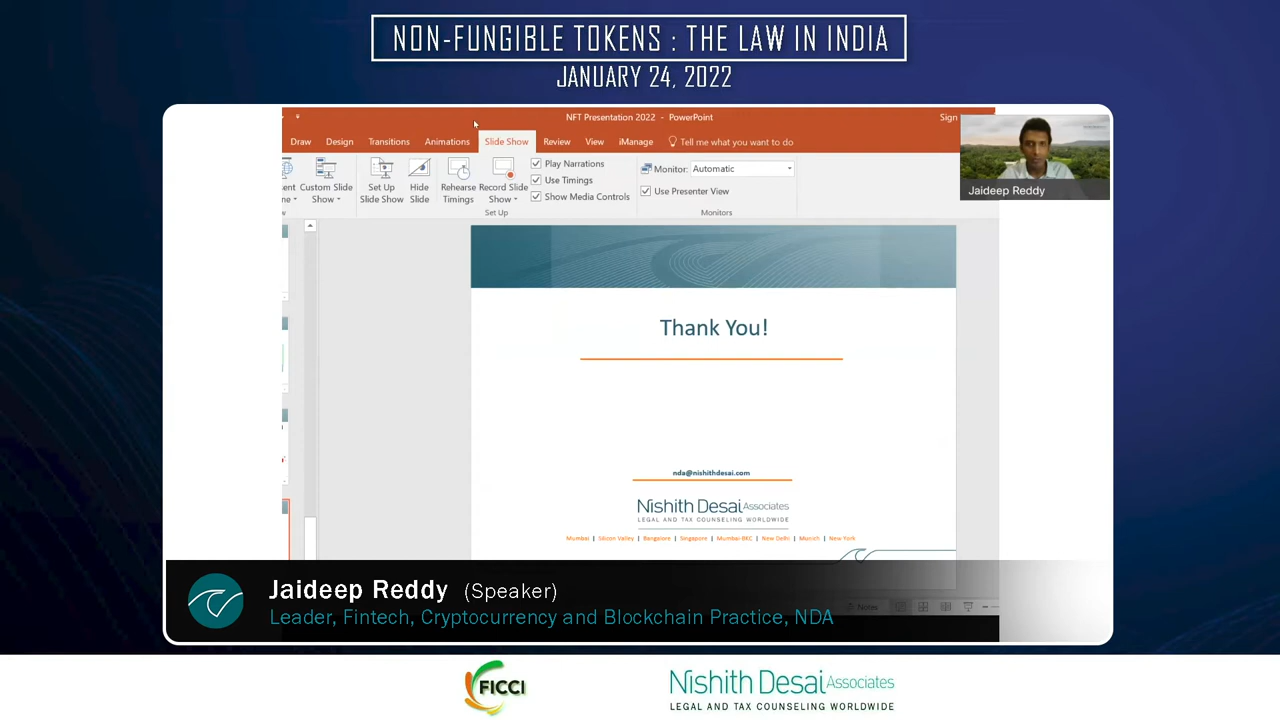 NON-FUNGIBLE TOKENS : THE LAW IN INDIA
JANUARY 24, 2022
NFT Presentation 2022 - PowerPoint
Sign
Draw Design Transitions Animations Slide Show Review View iManage Tell me what you want to do
Custom Slide Show
Set Up Slide Show
Hide Slide
Rehearse Timings
Record Slide Show
Play Narrations
Use Timings
Show Media Controls
Set Up
Monitor: Automatic
Use Presenter View
Monitors
Jaideep Reddy
Thank You!
nda@nishithdesai.com
Nishith Desai Associates
LEGAL AND TAX COUNSELING WORLDWIDE
Mumbai | Silicon Valley | Bangalore | Singapore | Mumbai-BKC | New Delhi | Munich | New York
Notes
Jaideep Reddy (Speaker)
Leader, Fintech, Cryptocurrency and Blockchain Practice, NDA
FICCI
Nishith Desai Associates
LEGAL AND TAX COUNSELING WORLDWIDE